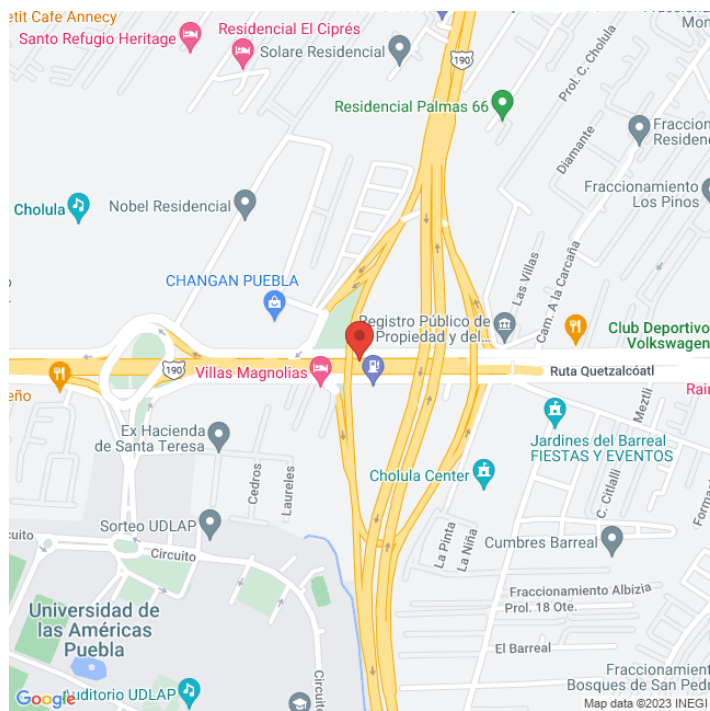 etit Cafe Annecy
Santo Refugio Heritage
Residencial El Ciprés
Solare Residencial
190
Residencial Palmas 66
Prol. C. Cholula
Diamante
Fraccion
Residen
Fraccionamiento
Los Pinos
Cholula
Nobel Residencial
Las Villas
Cam. A la Carcaña
CHANGAN PUEBLA
Registro Público de
Propiedad y del...
Club Deportivo
Volkswagen
190
Villas Magnolias
Ruta Quetzalcóatl
Rain
eño
Meztli
Ex Hacienda
de Santa Teresa
Jardines del Barreal
FIESTAS Y EVENTOS
Cedros
Laureles
Cholula Center
C. Citlalli
Forma
Sorteo UDLAP
ircuito
Circuito
La Pinta
La Niña
Cumbres Barreal
Universidad de
las Américas
Puebla
Fraccionamiento Albizia
Prol. 18 Ote.
El Barreal
Circuito
Fraccionamient
Bosques de San Pedr
Auditorio UDLAP
Google
Map data ©2023 INEGI